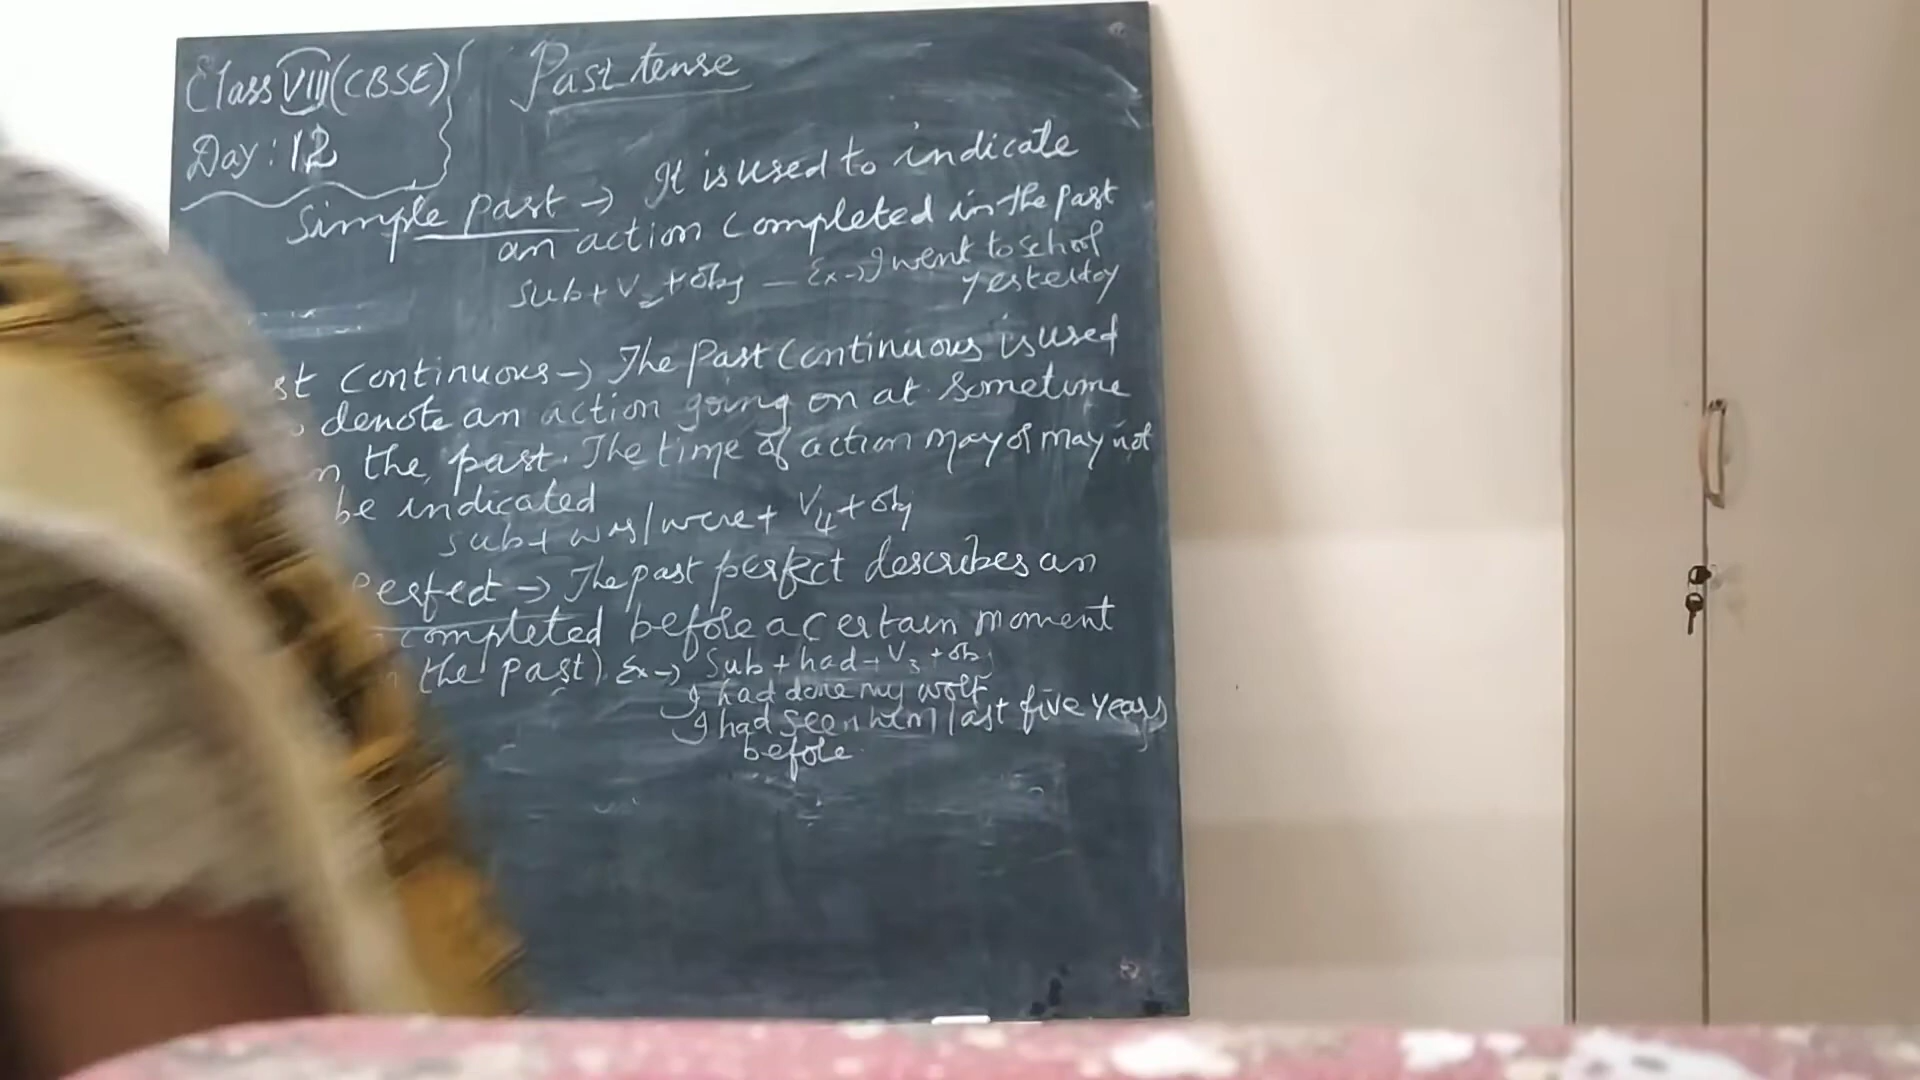 Class VIII (CBSE)
Day: 12
Past tense
Simple past → It is used to indicate
an action completed in the past
Sub + V2 + obj — Ex → I went to school
yesterday
st Continuous → The Past Continuous is used
denote an action going on at sometime
n the past. The time of action may or may not
be indicated
Sub + was/were + V4 + obj
Perfect → The past perfect describes an
completed before a certain moment
the past). Ex → Sub + had + V3 + obj
I had done my work
I had seen him last five years
before